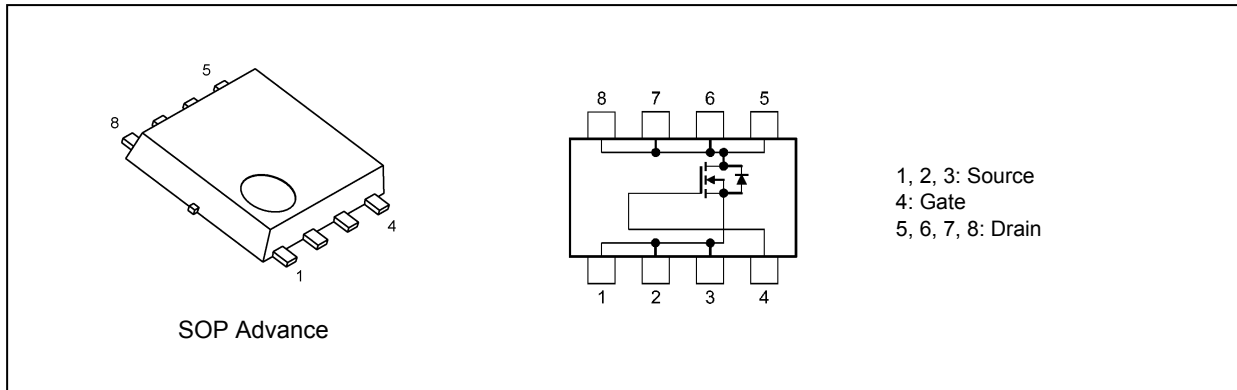 5
8
4
1
SOP Advance
8 7 6 5
1 2 3 4
1, 2, 3: Source
4: Gate
5, 6, 7, 8: Drain